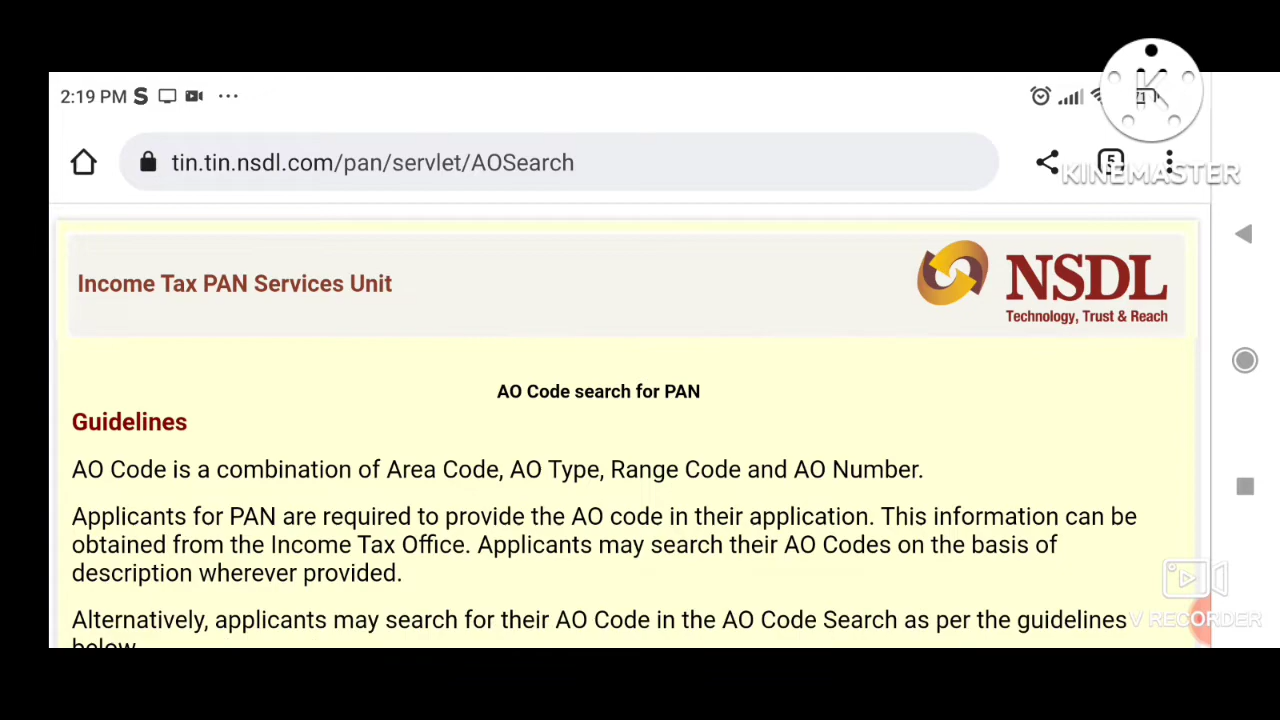 2:19 PM S ...
tin.tin.nsdl.com/pan/servlet/AOSearch
5
KINEMASTER
Income Tax PAN Services Unit
NSDL
Technology, Trust & Reach
AO Code search for PAN
Guidelines
AO Code is a combination of Area Code, AO Type, Range Code and AO Number.
Applicants for PAN are required to provide the AO code in their application. This information can be
obtained from the Income Tax Office. Applicants may search their AO Codes on the basis of
description wherever provided.
Alternatively, applicants may search for their AO Code in the AO Code Search as per the guidelines
below
V RECORDER